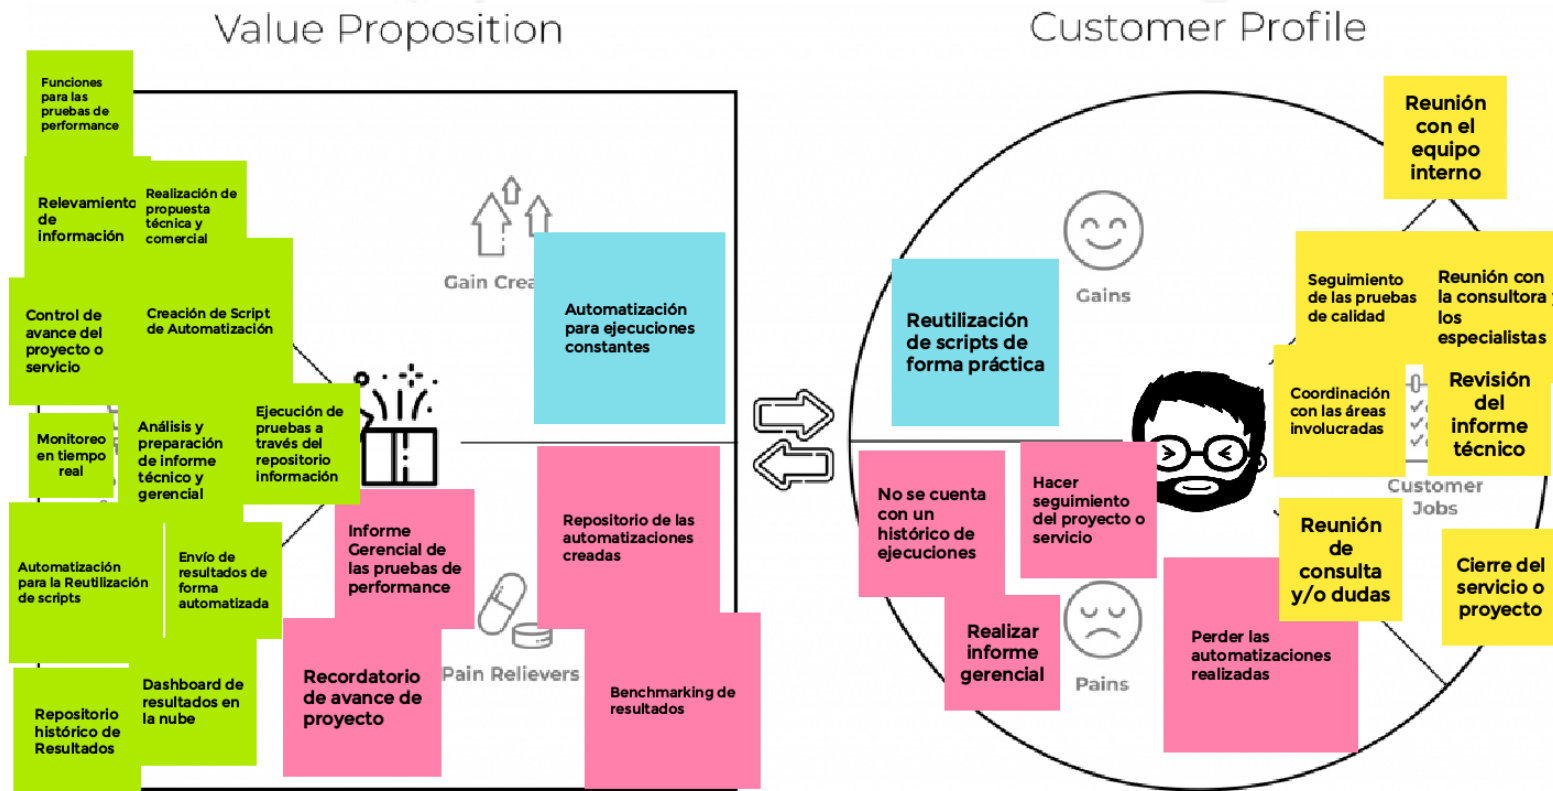 Value Proposition
Funciones
para las
pruebas de
performance
Relevamiento
de
información
Realización de
propuesta
técnica y
comercial
Control de
avance del
proyecto o
servicio
Creación de Script
de Automatización
Monitoreo
en tiempo
real
Análisis y
preparación
de informe
técnico y
gerencial
Ejecución de
pruebas a
través del
repositorio
información
Automatización
para la Reutilización
de scripts
Envío de
resultados de
forma
automatizada
Repositorio
histórico de
Resultados
Dashboard de
resultados en
la nube
Gain Crea
Automatización
para ejecuciones
constantes
Informe
Gerencial de
las pruebas de
performance
Repositorio de las
automatizaciones
creadas
Pain Relievers
Recordatorio
de avance de
proyecto
Benchmarking de
resultados
Customer Profile
Gains
Reutilización
de scripts de
forma práctica
No se cuenta
con un
histórico de
ejecuciones
Hacer
seguimiento
del proyecto o
servicio
Realizar
informe
gerencial
Pains
Perder las
automatizaciones
realizadas
Reunión
con el
equipo
interno
Seguimiento
de las pruebas
de calidad
Reunión con
la consultora y
los
especialistas
Coordinación
con las áreas
involucradas
Revisión
del
informe
técnico
Customer
Jobs
Reunión
de
consulta
y/o dudas
Cierre del
servicio o
proyecto